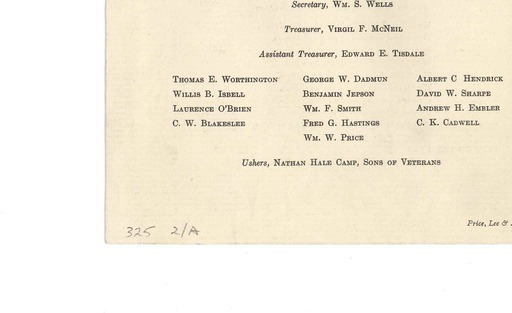 Secretary, Wm. S. Wells
Treasurer, Virgil F. McNeil
Assistant Treasurer, Edward E. Tisdale
Thomas E. Worthington George W. Dadmun Albert C Hendrick
Willis B. Isbell Benjamin Jepson David W. Sharpe
Laurence O'Brien Wm. F. Smith Andrew H. Embler
C. W. Blakeslee Fred G. Hastings C. K. Cadwell
Wm. W. Price
Ushers, Nathan Hale Camp, Sons of Veterans
Price, Lee &
325 2/A